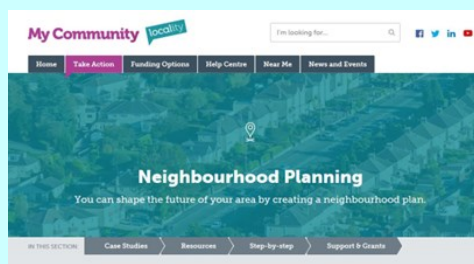 My Community locality
I'm looking for...
Home Take Action Funding Options Help Centre Near Me News and Events
Neighbourhood Planning
You can shape the future of your area by creating a neighbourhood plan.
IN THIS SECTION: Case Studies Resources Step-by-step Support & Grants